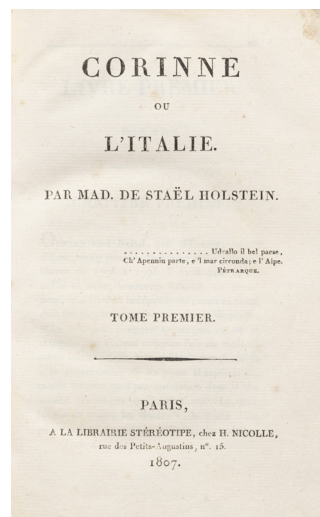 CORINNE
OU
L'ITALIE.
PAR MAD. DE STAËL HOLSTEIN.
. . . . . . . . . . . . . . . Udrallo il bel paese,
Ch' Apennin parte, e 'l mar circonda; e l' Alpe.
PÉTRARQUE.
TOME PREMIER.
PARIS,
A LA LIBRAIRIE STÉRÉOTIPE, chez H. NICOLLE,
rue des Petits-Augustins, n°. 15.
1807.